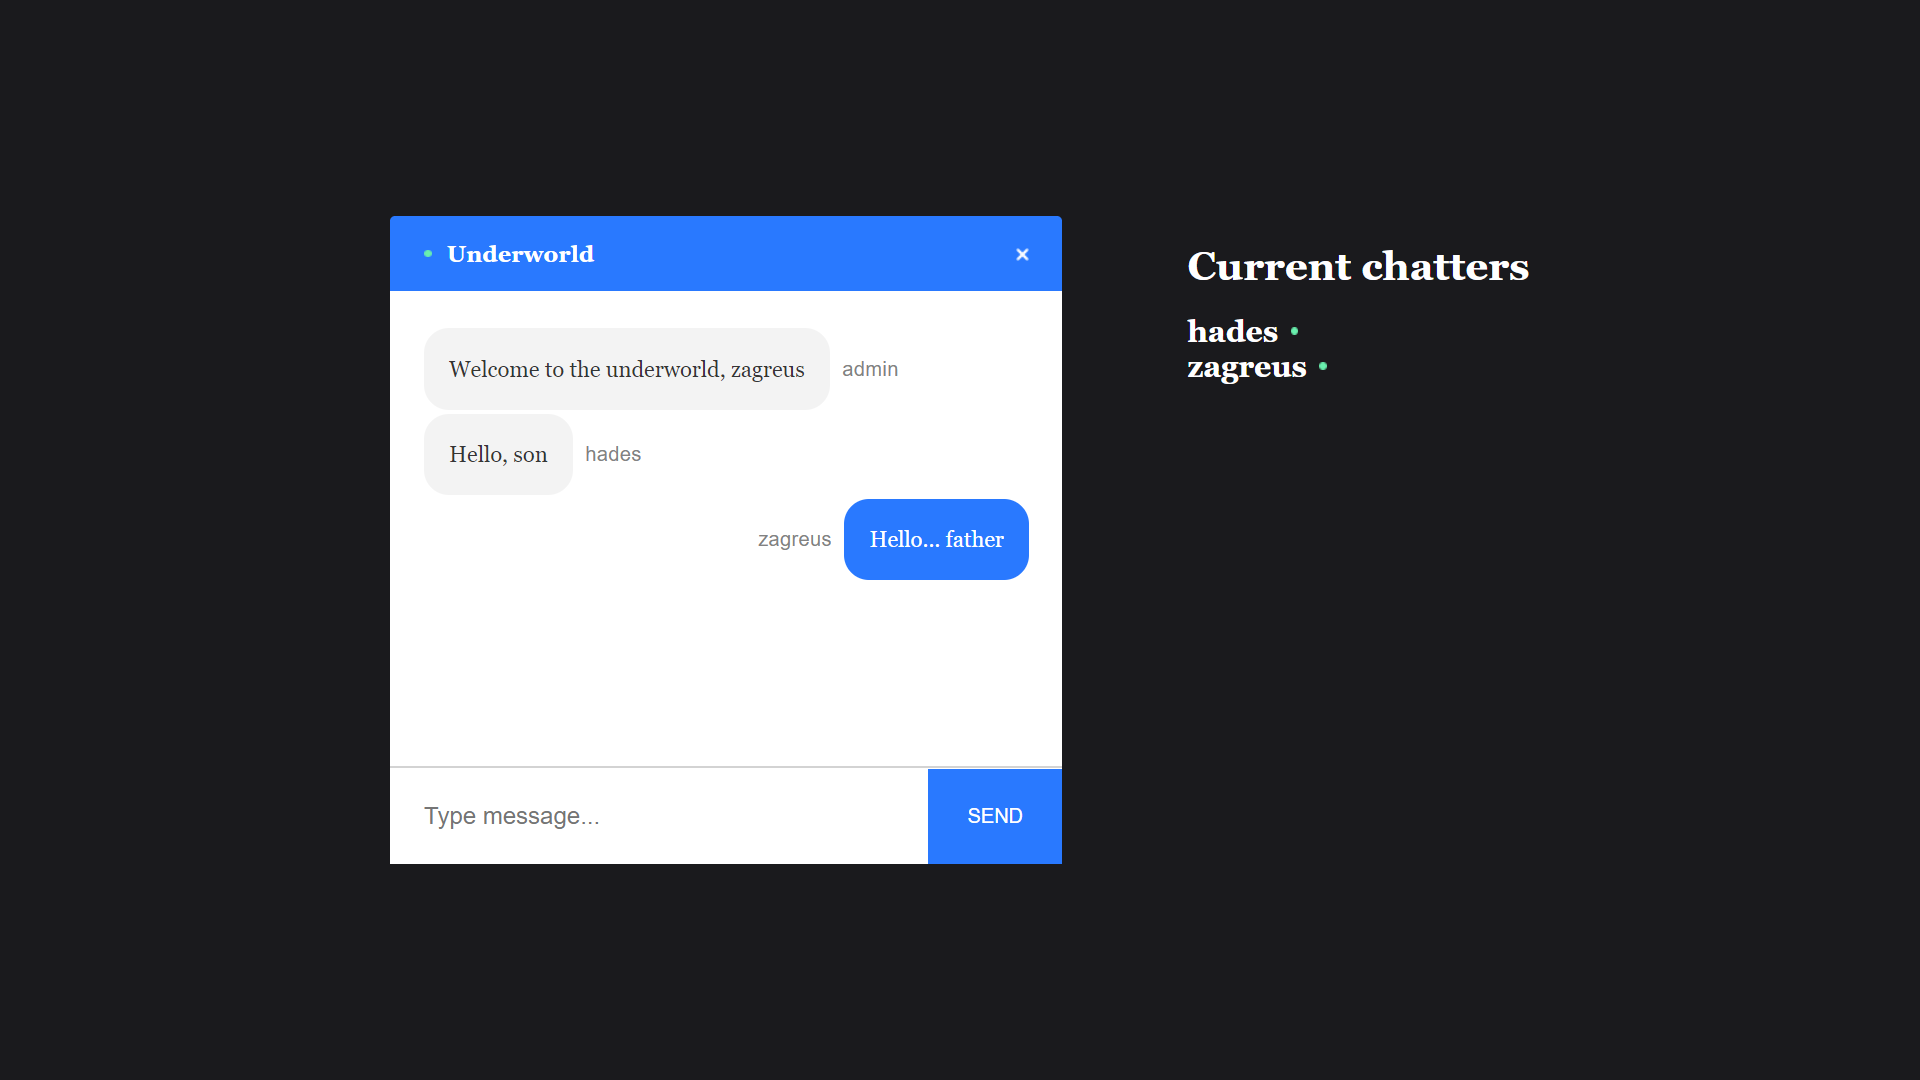 Underworld
×
Welcome to the underworld, zagreus admin
Hello, son hades
zagreus Hello... father
Type message...
SEND
Current chatters
hades
zagreus